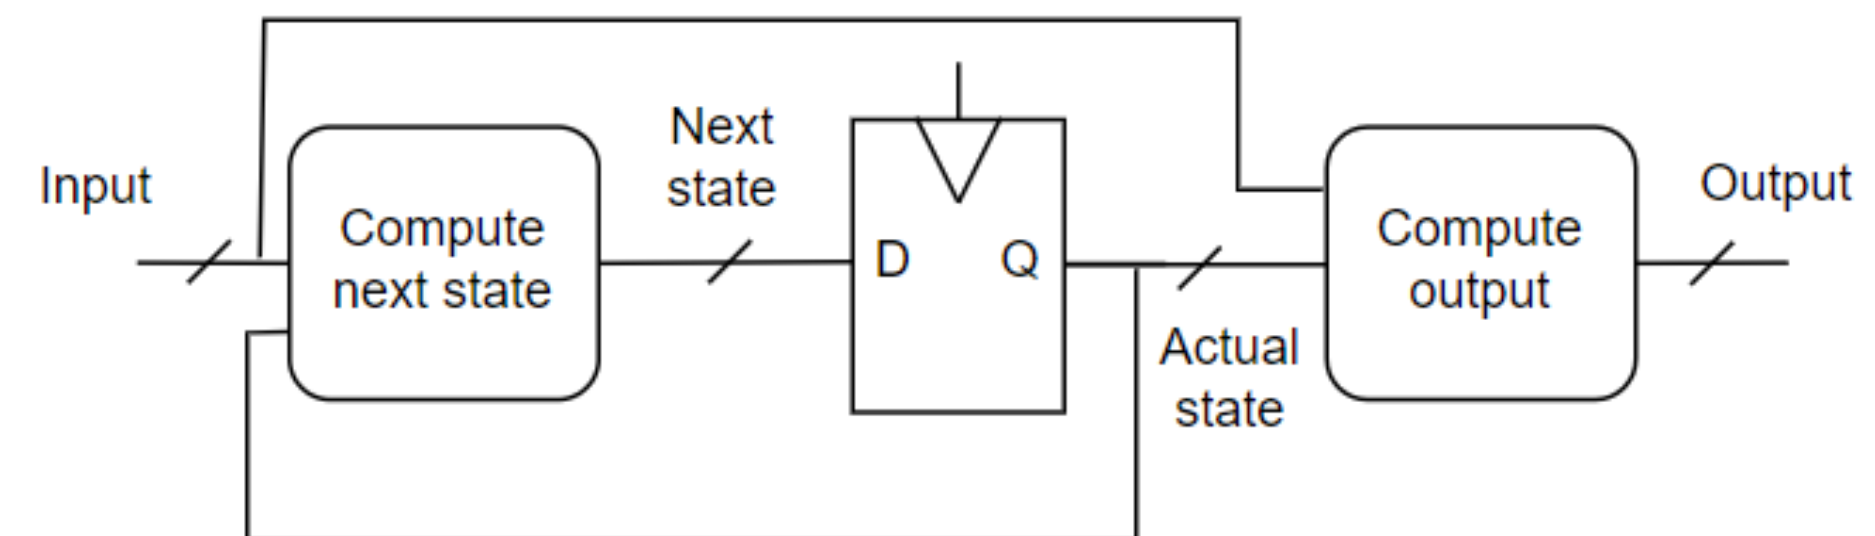 Input
Compute
next state
Next
state
D
Q
Actual
state
Compute
output
Output